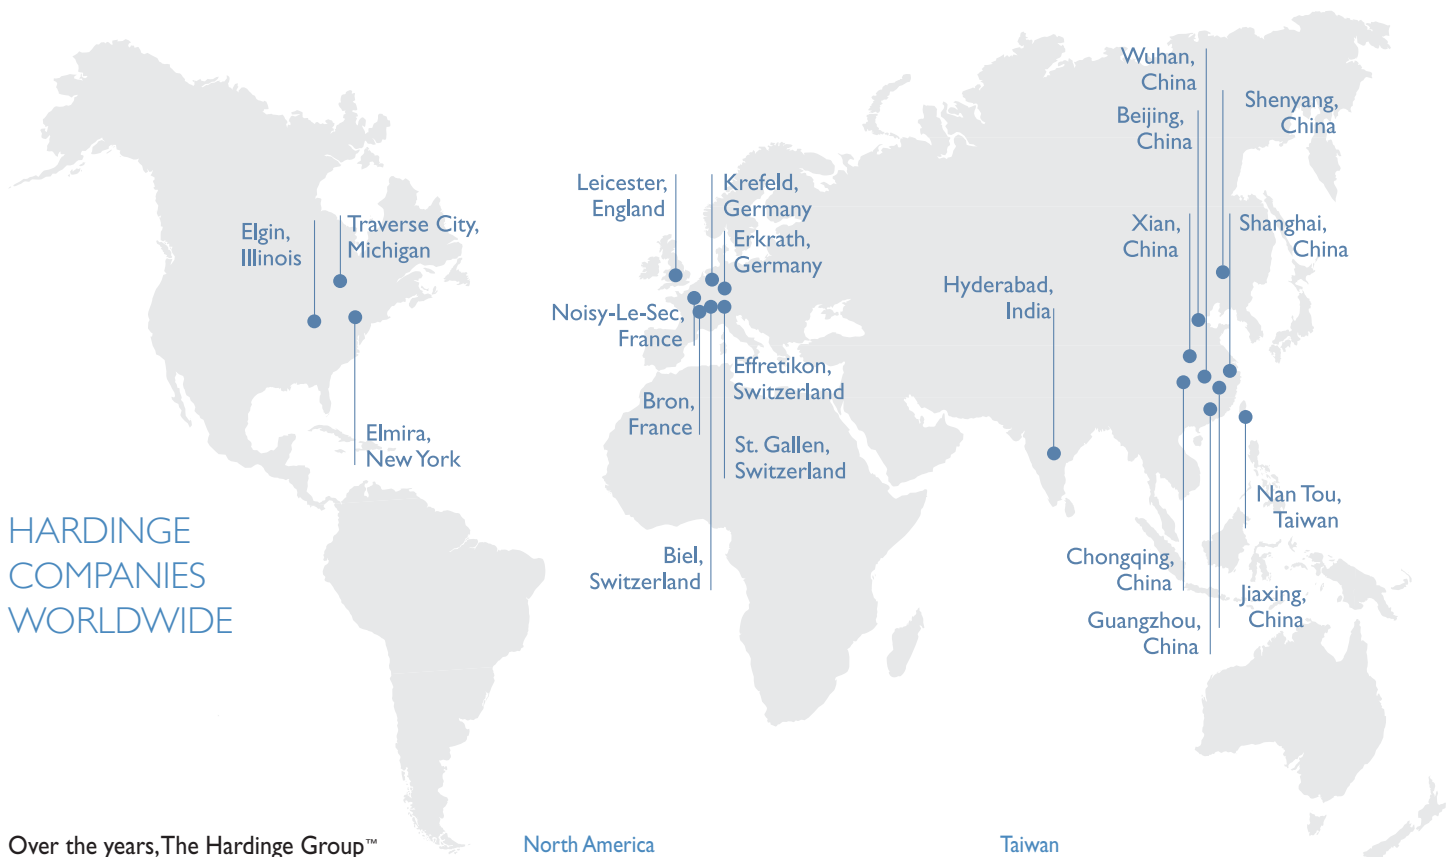 Wuhan,
China
Shenyang,
China
Beijing,
China
Leicester,
England
Krefeld,
Germany
Elgin,
Illinois
Traverse City,
Michigan
Erkrath,
Germany
Xian,
China
Shanghai,
China
Hyderabad,
India
Noisy-Le-Sec,
France
Effretikon,
Switzerland
Bron,
France
Elmira,
New York
St. Gallen,
Switzerland
Nan Tou,
Taiwan
HARDINGE
COMPANIES
WORLDWIDE
Biel,
Switzerland
Chongqing,
China
Jiaxing,
China
Guangzhou,
China
Over the years, The Hardinge Group™
North America
Taiwan